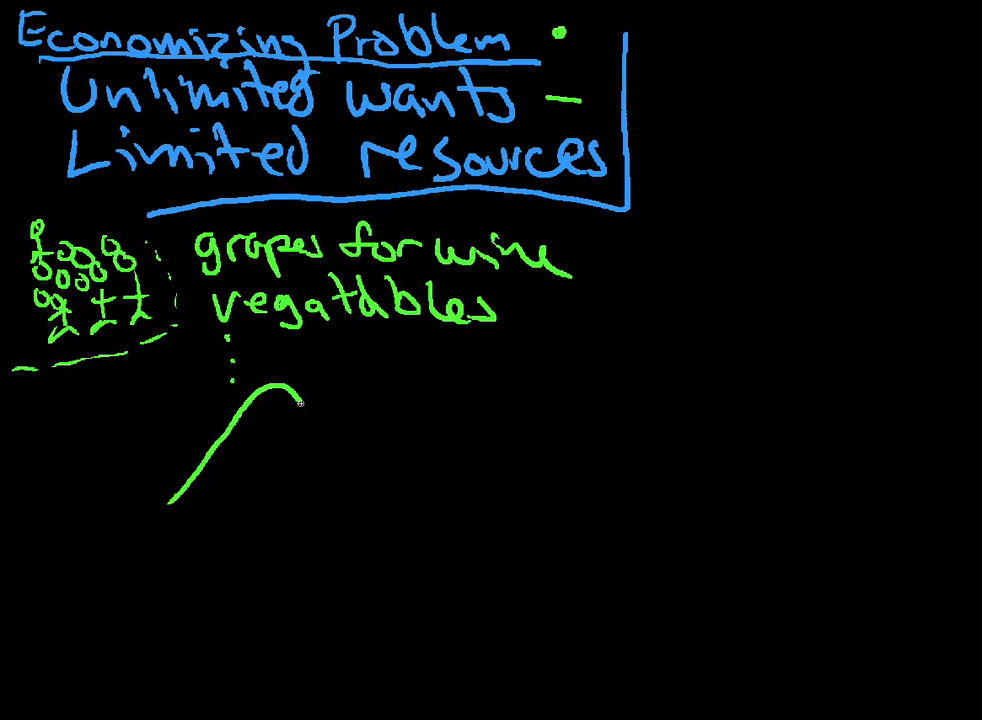 Economizing Problem
Unlimited wants
Limited resources
grapes for wine
vegatables